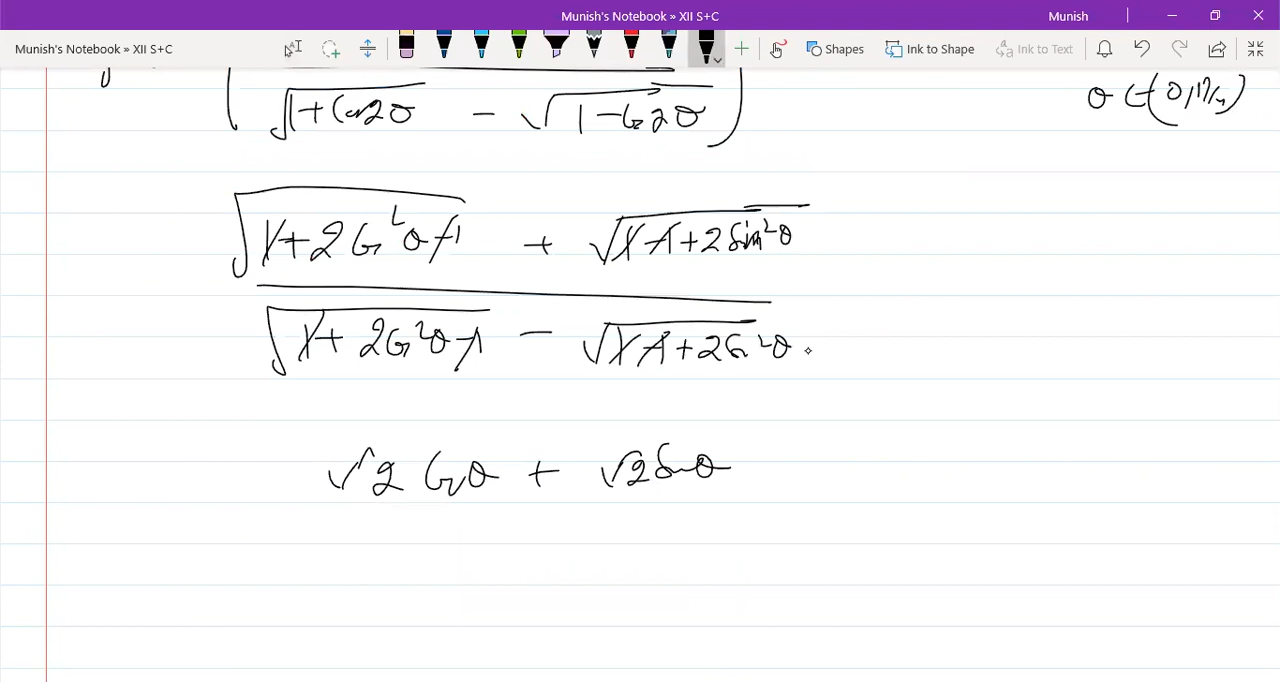 Munish's Notebook » XII S+C
Munish
Munish's Notebook » XII S+C
Shapes
Ink to Shape
Ink to Text
√1+Cos2θ - √1-Cos2θ
θ ∈ (0,π/4)
√1+2Cos²θ-1 + √1-1+2Sin²θ
√1+2Cos²θ-1 - √1-1+2Cos²θ
√2 Cosθ + √2 Sinθ